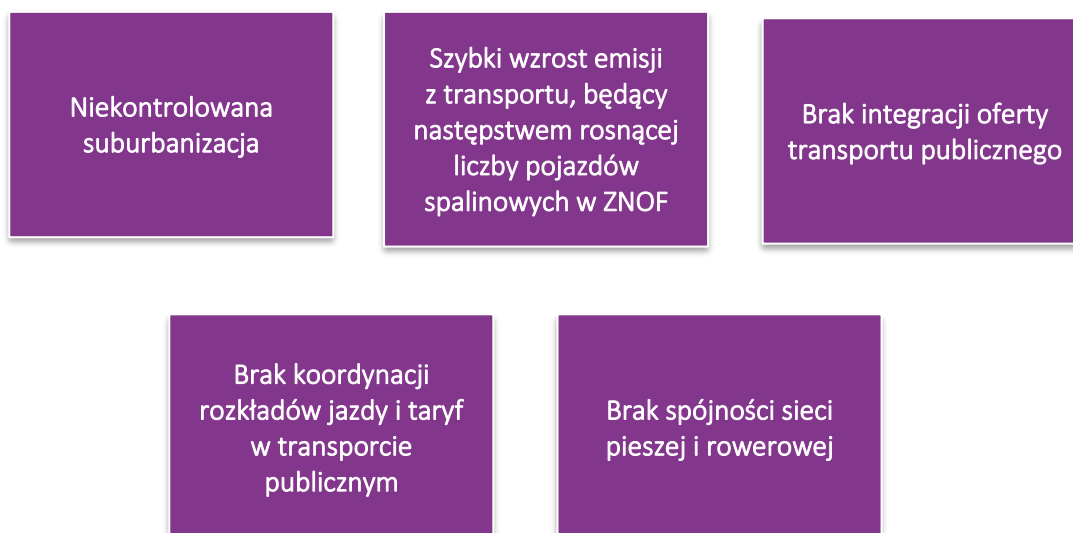 Niekontrolowana
suburbanizacja
Szybki wzrost emisji
z transportu, będący
następstwem rosnącej
liczby pojazdów
spalinowych w ZNOF
Brak integracji oferty
transportu publicznego
Brak koordynacji
rozkładów jazdy i taryf
w transporcie
publicznym
Brak spójności sieci
pieszej i rowerowej